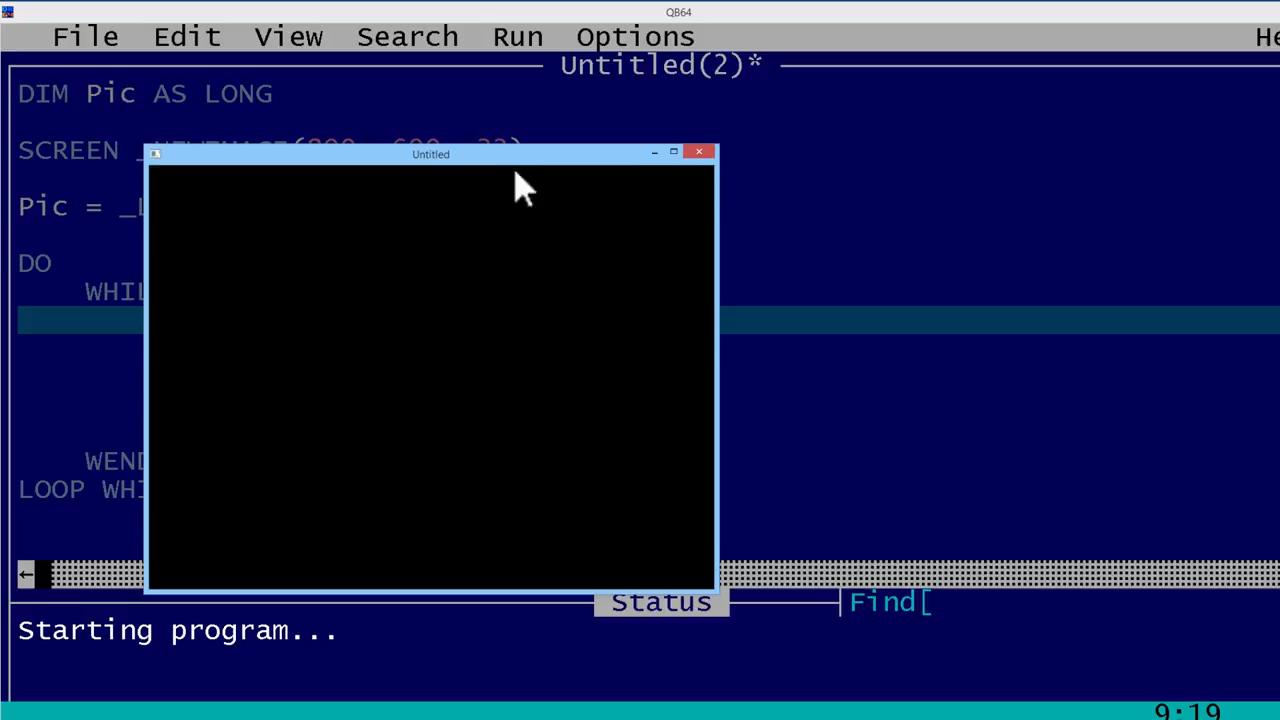 QB64
File Edit View Search Run Options
Untitled(2)*
DIM Pic AS LONG
SCREEN
Untitled
Pic = _
DO
WEND
LOOP
Status
Find[
Starting program...
9:19